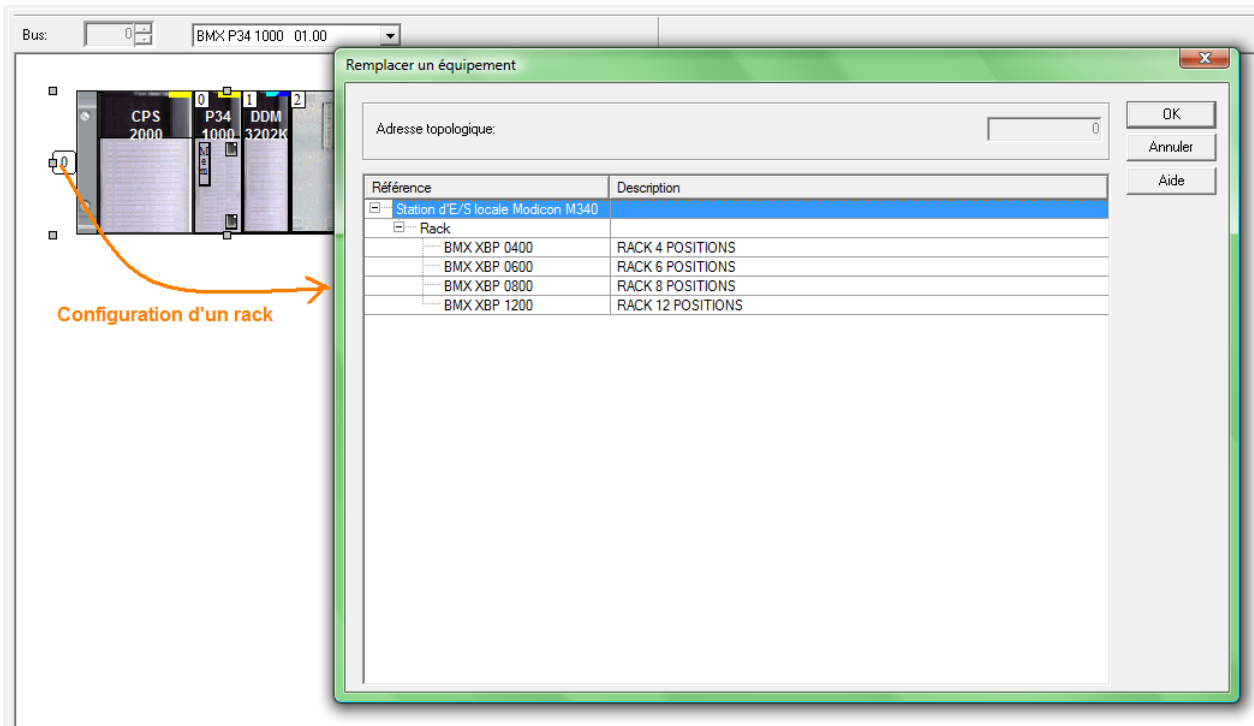 Bus:
0
BMX P34 1000 01.00
Remplacer un équipement
0 1 2
CPS P34 DDM
2000 1000 3202K
Mem
0
Configuration d'un rack
Adresse topologique:
0
OK
Annuler
Aide
Référence Description
Station d'E/S locale Modicon M340
Rack
BMX XBP 0400 RACK 4 POSITIONS
BMX XBP 0600 RACK 6 POSITIONS
BMX XBP 0800 RACK 8 POSITIONS
BMX XBP 1200 RACK 12 POSITIONS